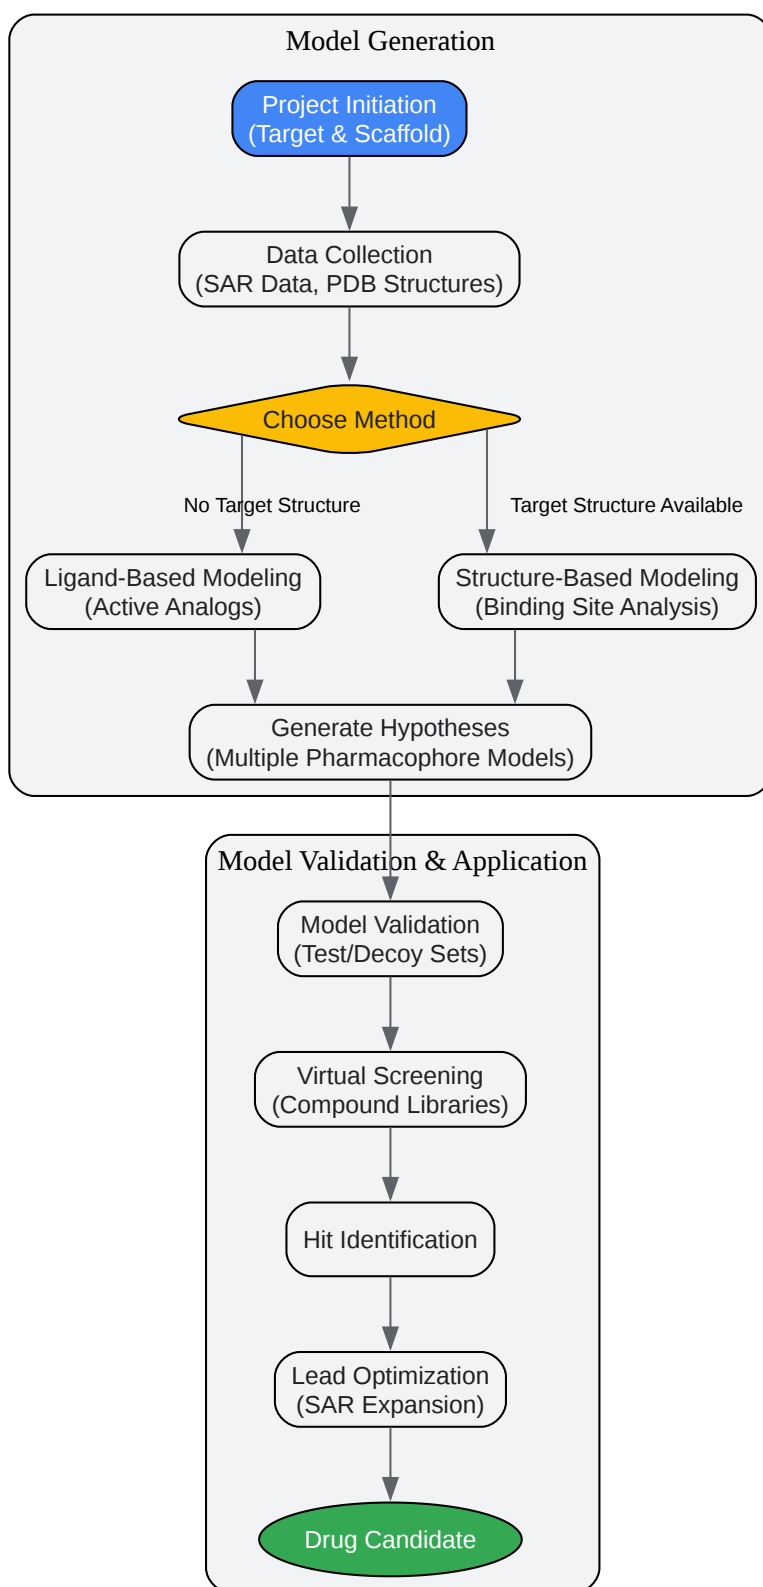 Model Generation
Project Initiation
(Target & Scaffold)
Data Collection
(SAR Data, PDB Structures)
Choose Method
No Target Structure
Target Structure Available
Ligand-Based Modeling
(Active Analogs)
Structure-Based Modeling
(Binding Site Analysis)
Generate Hypotheses
(Multiple Pharmacophore Models)
Model Validation & Application
Model Validation
(Test/Decoy Sets)
Virtual Screening
(Compound Libraries)
Hit Identification
Lead Optimization
(SAR Expansion)
Drug Candidate